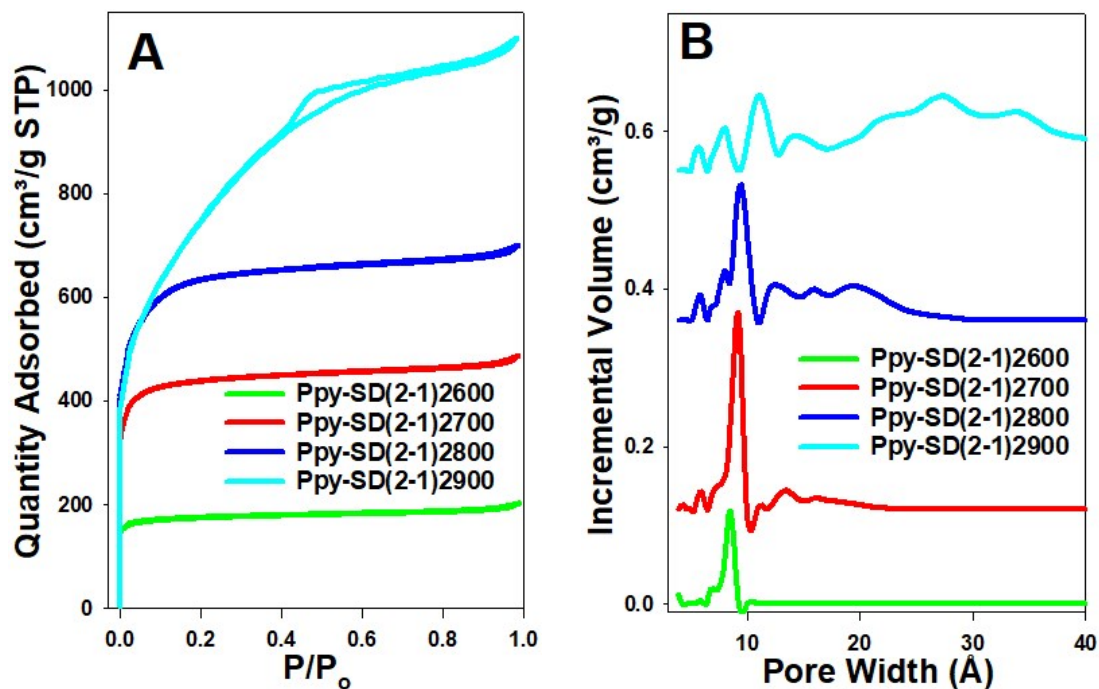 A
Quantity Adsorbed (cm³/g STP)
1000
800
600
400
200
0
Ppy-SD(2-1)2600
Ppy-SD(2-1)2700
Ppy-SD(2-1)2800
Ppy-SD(2-1)2900
0.0 0.2 0.4 0.6 0.8 1.0
P/Pₒ
B
Incremental Volume (cm³/g)
0.6
0.4
0.2
0.0
Ppy-SD(2-1)2600
Ppy-SD(2-1)2700
Ppy-SD(2-1)2800
Ppy-SD(2-1)2900
10 20 30 40
Pore Width (Å)